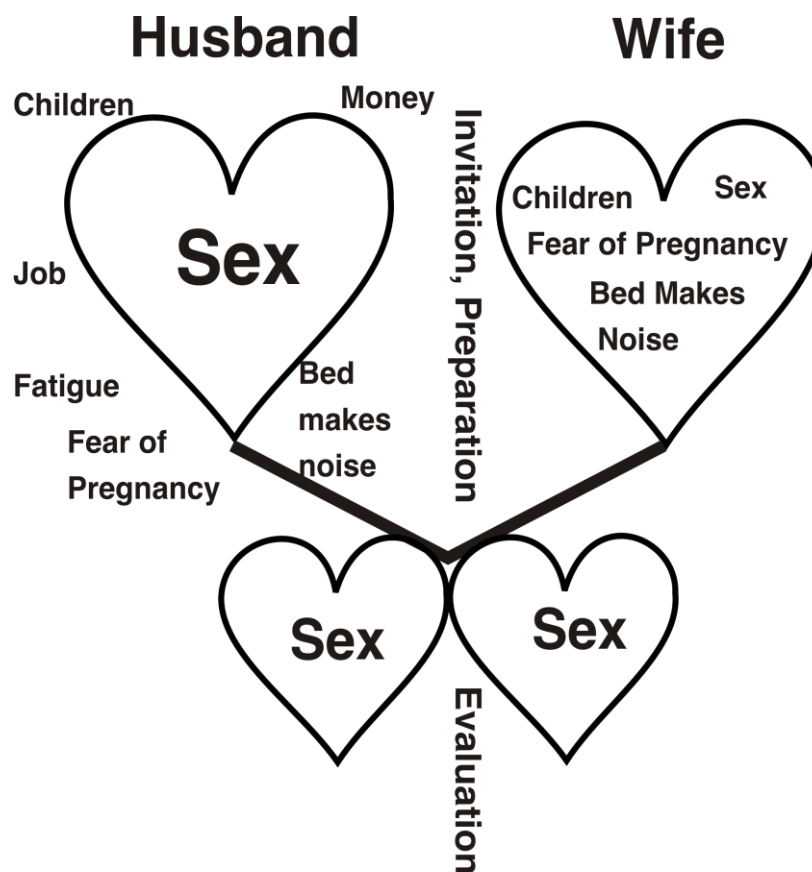 Husband
Wife
Children
Money
Sex
Job
Fatigue
Fear of
Pregnancy
Bed
makes
noise
Invitation, Preparation
Children
Sex
Fear of Pregnancy
Bed Makes
Noise
Sex
Sex
Evaluation